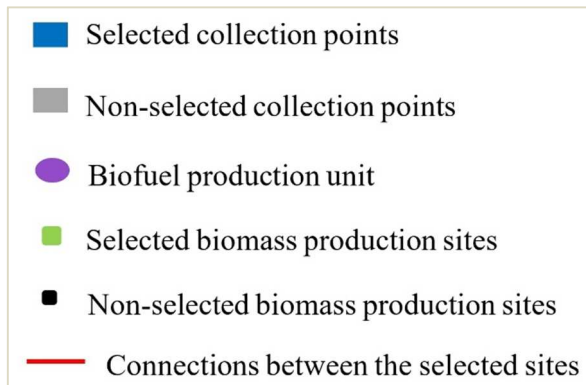 Selected collection points
Non-selected collection points
Biofuel production unit
Selected biomass production sites
Non-selected biomass production sites
Connections between the selected sites